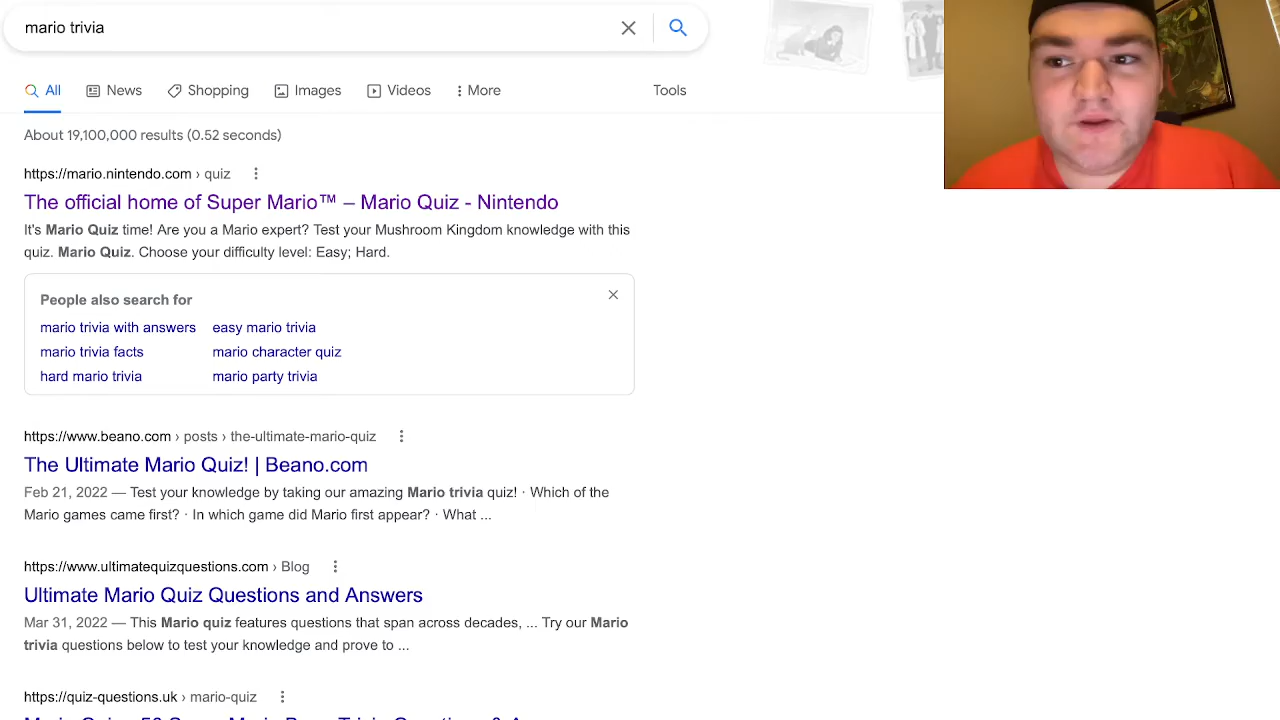 mario trivia
All News Shopping Images Videos More Tools
About 19,100,000 results (0.52 seconds)
https://mario.nintendo.com › quiz
The official home of Super Mario™ – Mario Quiz - Nintendo
It's Mario Quiz time! Are you a Mario expert? Test your Mushroom Kingdom knowledge with this
quiz. Mario Quiz. Choose your difficulty level: Easy; Hard.
People also search for
mario trivia with answers easy mario trivia
mario trivia facts mario character quiz
hard mario trivia mario party trivia
https://www.beano.com › posts › the-ultimate-mario-quiz
The Ultimate Mario Quiz! | Beano.com
Feb 21, 2022 — Test your knowledge by taking our amazing Mario trivia quiz! · Which of the
Mario games came first? · In which game did Mario first appear? · What ...
https://www.ultimatequizquestions.com › Blog
Ultimate Mario Quiz Questions and Answers
Mar 31, 2022 — This Mario quiz features questions that span across decades, ... Try our Mario
trivia questions below to test your knowledge and prove to ...
https://quiz-questions.uk › mario-quiz